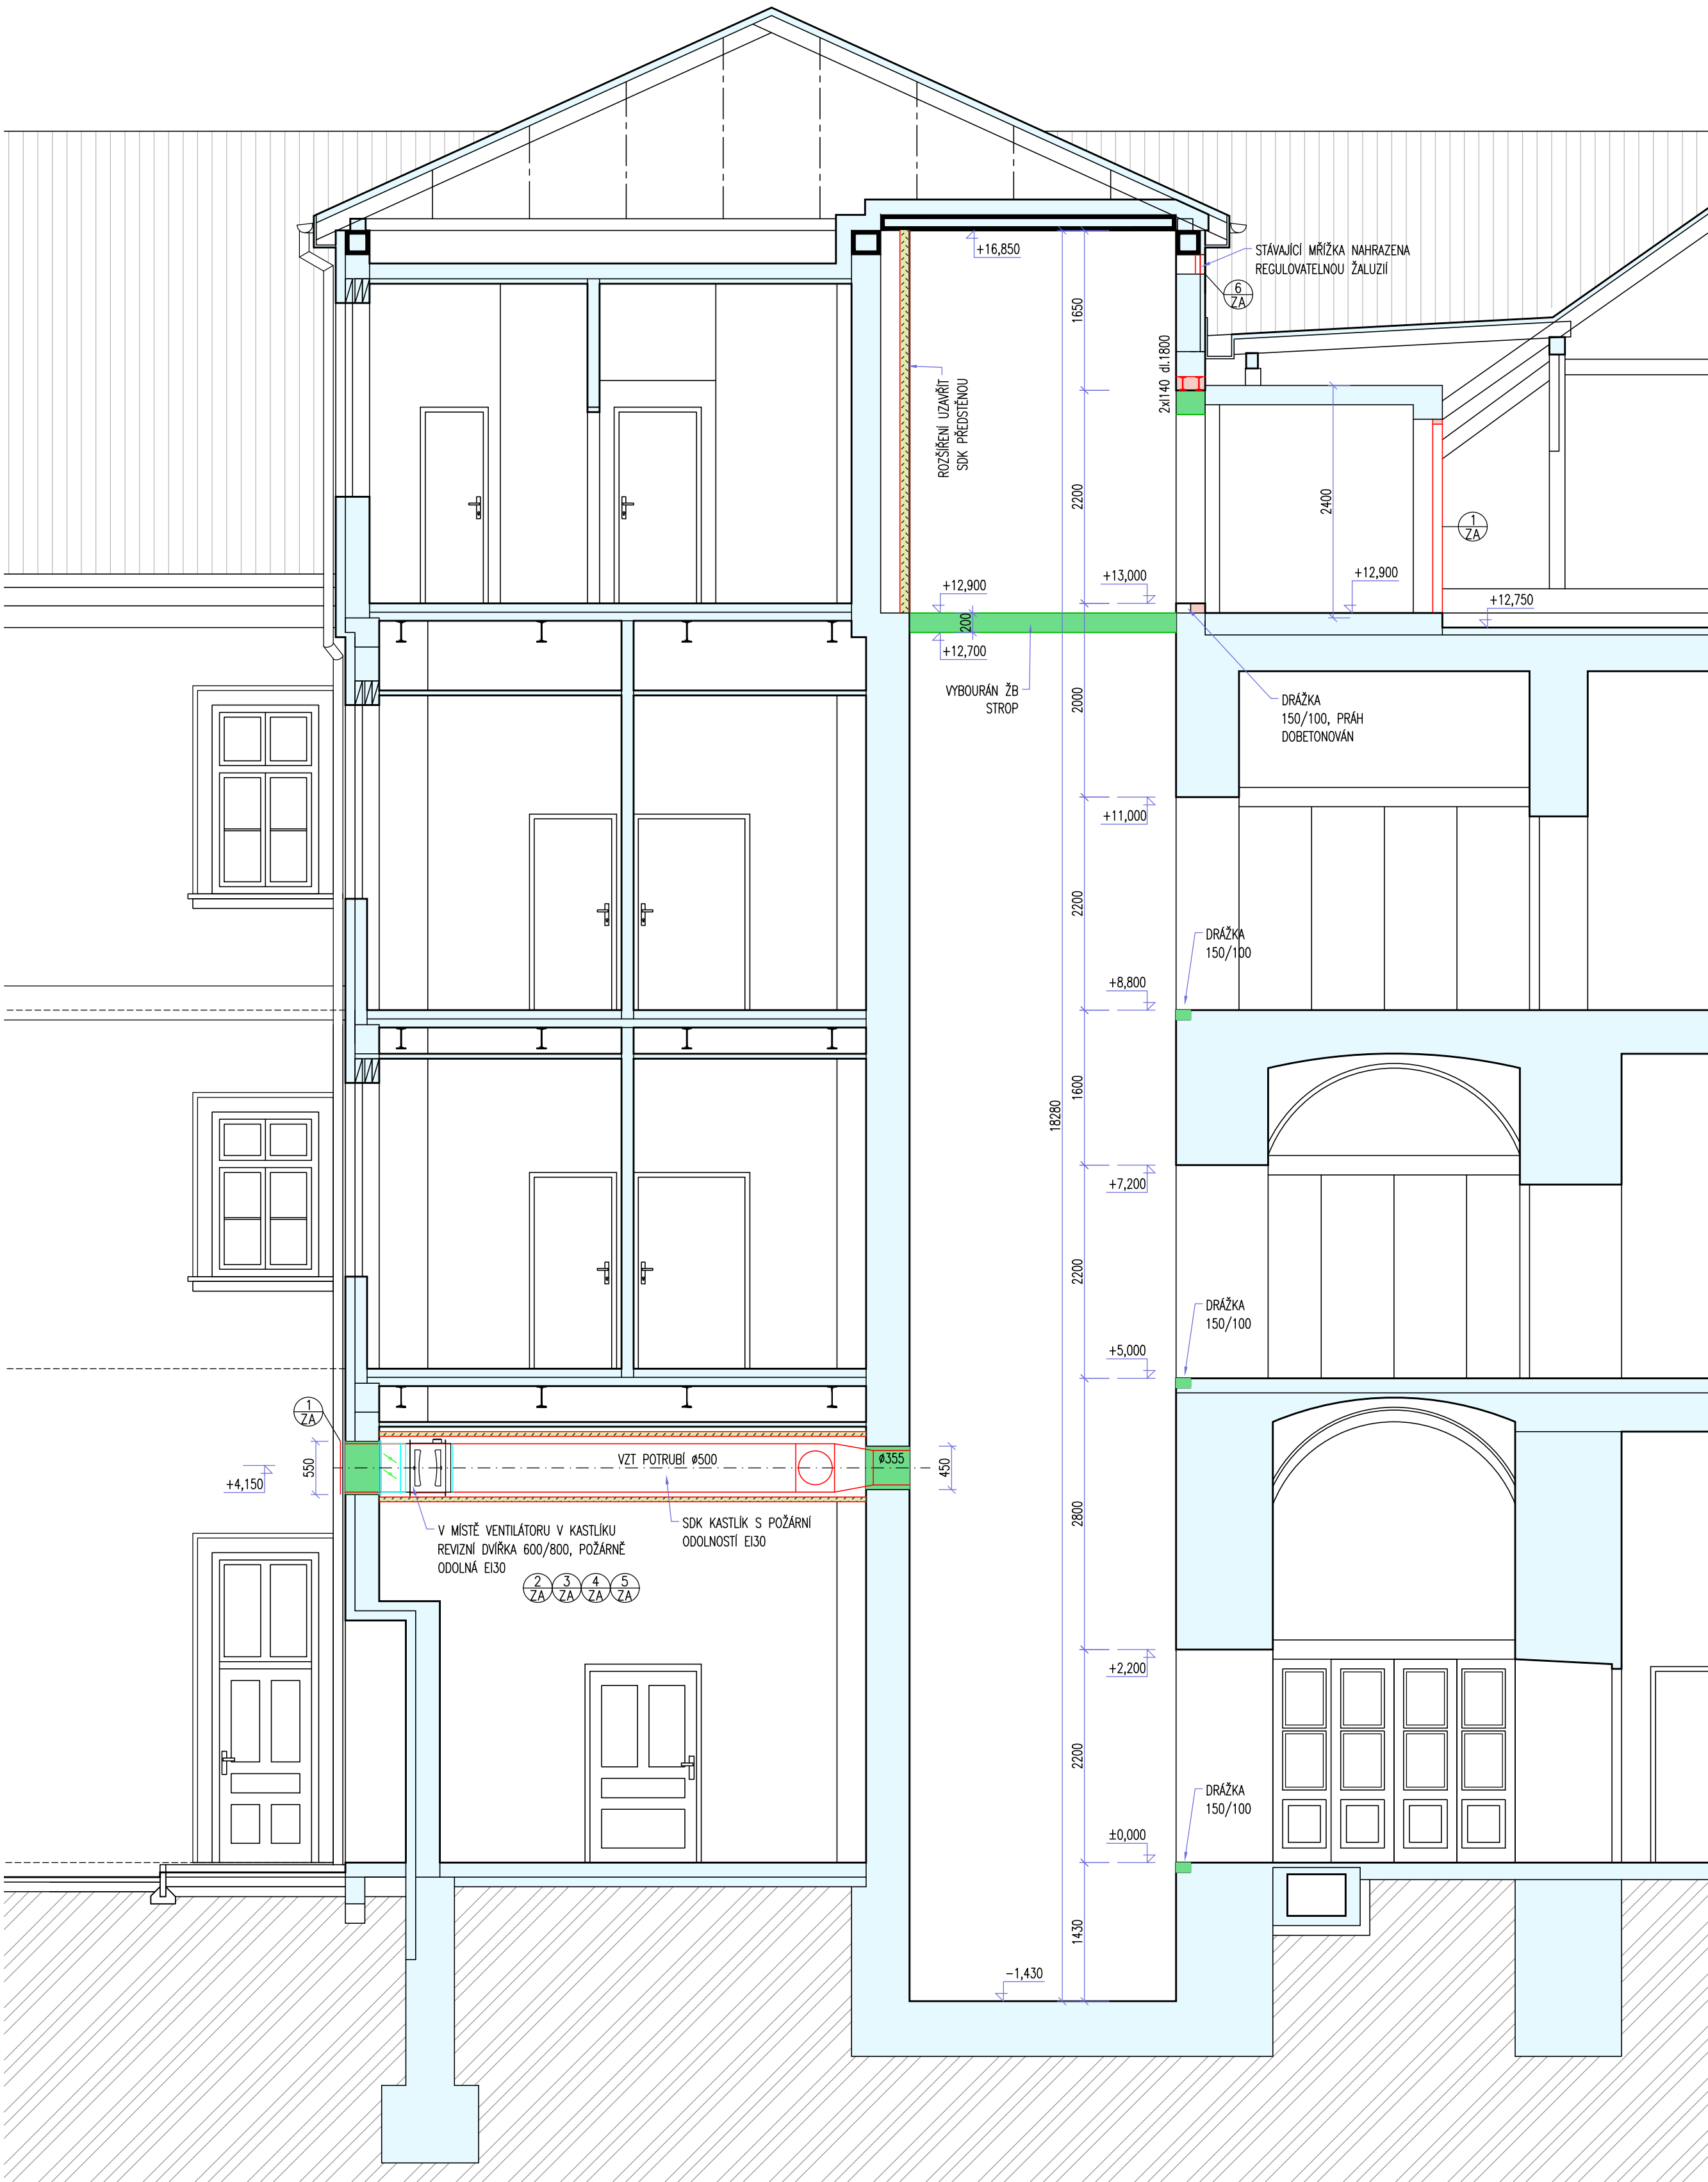 STÁVAJÍCÍ MŘÍŽKA NAHRAZENA
REGULOVATELNOU ŽALUZIÍ
6
ZA
+16,850
1650
2xI140 dl.1800
ROZŠÍŘENÍ UZAVŘÍT
SDK PŘEDSTĚNOU
2200
2400
1
ZA
+12,900
+13,000
+12,900
+12,750
200
+12,700
VYBOURÁN ŽB
STROP
2000
DRÁŽKA
150/100, PRÁH
DOBETONOVÁN
+11,000
2200
DRÁŽKA
150/100
+8,800
18280
1600
+7,200
2200
DRÁŽKA
150/100
+5,000
1
ZA
550
+4,150
VZT POTRUBÍ ø500
ø355
450
V MÍSTĚ VENTILÁTORU V KASTLÍKU
REVIZNÍ DVÍŘKA 600/800, POŽÁRNĚ
ODOLNÁ EI30
SDK KASTLÍK S POŽÁRNÍ
ODOLNOSTÍ EI30
2
ZA
3
ZA
4
ZA
5
ZA
2800
+2,200
2200
DRÁŽKA
150/100
±0,000
1430
-1,430